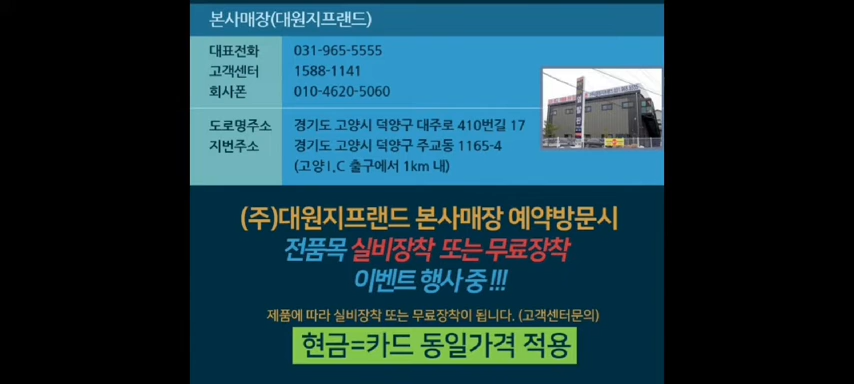 본사매장(대원지프랜드)
대표전화 031-965-5555
고객센터 1588-1141
회사폰 010-4620-5060
도로명주소 경기도 고양시 덕양구 대주로 410번길 17
지번주소 경기도 고양시 덕양구 주교동 1165-4
(고양I.C 출구에서 1km 내)
(주)대원지프랜드 본사매장 예약방문시
전품목 실비장착 또는 무료장착
이벤트 행사 중!!!
제품에 따라 실비장착 또는 무료장착이 됩니다. (고객센터문의)
현금=카드 동일가격 적용